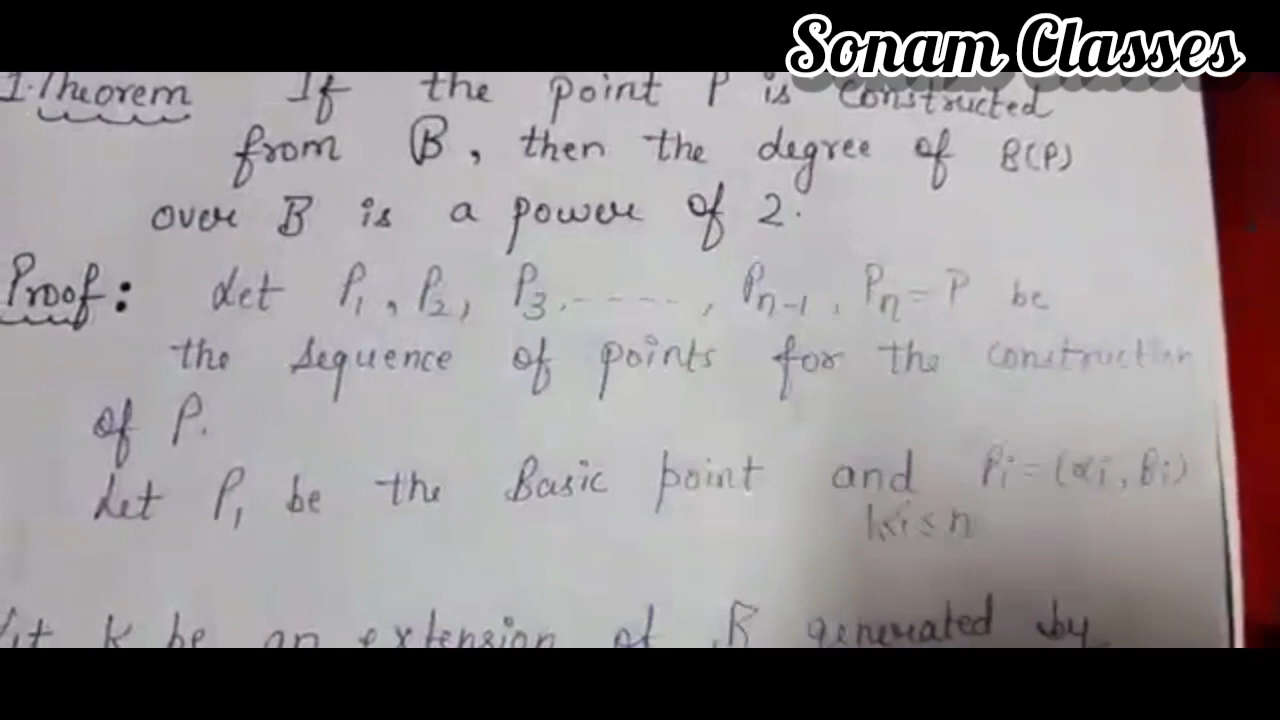 Sonam Classes
1. Theorem If the point P is constructed
from B, then the degree of B(P)
over B is a power of 2.
Proof: Let P1, P2, P3, ----- , Pn-1, Pn = P be
the sequence of points for the construction
of P.
Let P1 be the Basic point and Pi = (αi, Bi)
1≤i≤n
Let K be an extension of B generated by